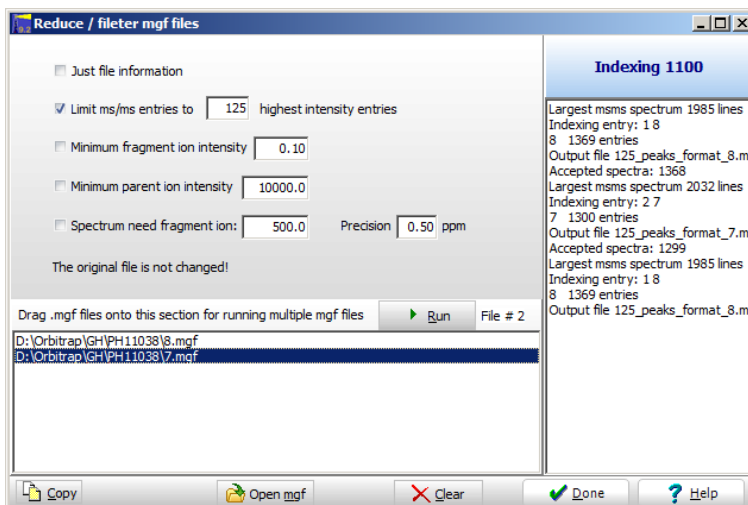 Reduce / fileter mgf files
Just file information
Limit ms/ms entries to 125 highest intensity entries
Minimum fragment ion intensity 0.10
Minimum parent ion intensity 10000.0
Spectrum need fragment ion: 500.0 Precision 0.50 ppm
The original file is not changed!
Drag .mgf files onto this section for running multiple mgf files Run File # 2
D:\Orbitrap\GH\PH11038\8.mgf
D:\Orbitrap\GH\PH11038\7.mgf
Indexing 1100
Largest msms spectrum 1985 lines
Indexing entry: 1 8
8 1369 entries
Output file 125_peaks_format_8.m
Accepted spectra: 1368
Largest msms spectrum 2032 lines
Indexing entry: 2 7
7 1300 entries
Output file 125_peaks_format_7.m
Accepted spectra: 1299
Largest msms spectrum 1985 lines
Indexing entry: 1 8
8 1369 entries
Output file 125_peaks_format_8.m
Copy Open mgf Clear Done Help